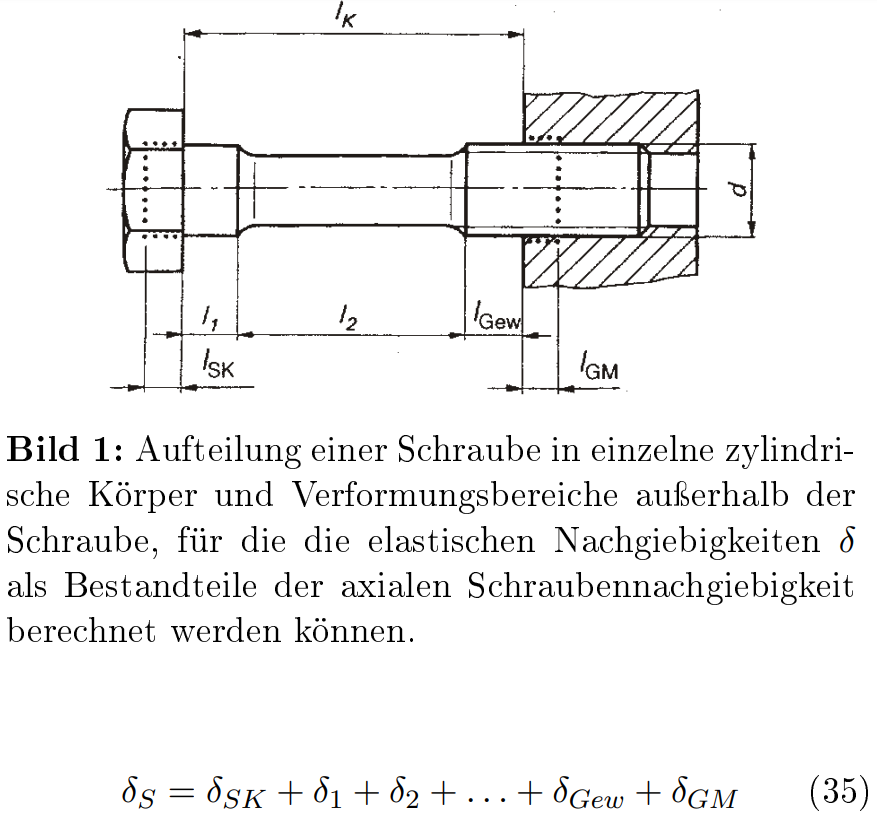 l_K
d
l_1 l_2 l_Gew
l_SK l_GM
Bild 1: Aufteilung einer Schraube in einzelne zylindri-
sche Körper und Verformungsbereiche außerhalb der
Schraube, für die die elastischen Nachgiebigkeiten δ
als Bestandteile der axialen Schraubennachgiebigkeit
berechnet werden können.
δ_S = δ_SK + δ_1 + δ_2 + ... + δ_Gew + δ_GM (35)